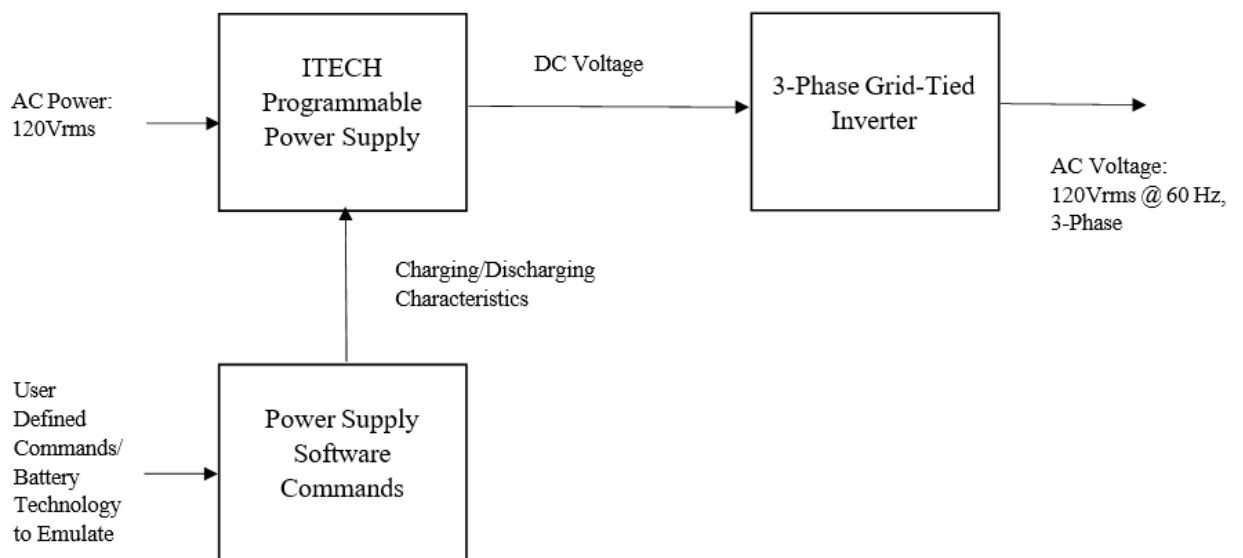 AC Power:
120Vrms
ITECH
Programmable
Power Supply
DC Voltage
3-Phase Grid-Tied
Inverter
AC Voltage:
120Vrms @ 60 Hz,
3-Phase
Charging/Discharging
Characteristics
User
Defined
Commands/
Battery
Technology
to Emulate
Power Supply
Software
Commands